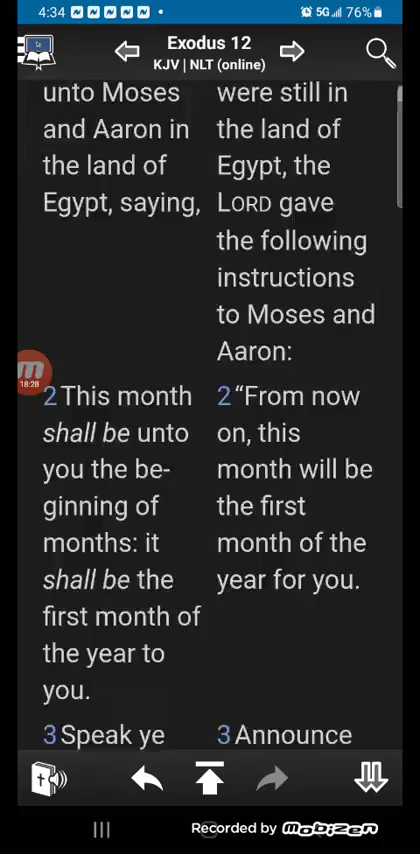 4:34 N N N N N • 5G 76%
Exodus 12
KJV | NLT (online)
unto Moses
and Aaron in
the land of
Egypt, saying,
2 This month
shall be unto
you the be-
ginning of
months: it
shall be the
first month of
the year to
you.
3 Speak ye
were still in
the land of
Egypt, the
LORD gave
the following
instructions
to Moses and
Aaron:
2 “From now
on, this
month will be
the first
month of the
year for you.
3 Announce
m
18:28
Recorded by mobizen